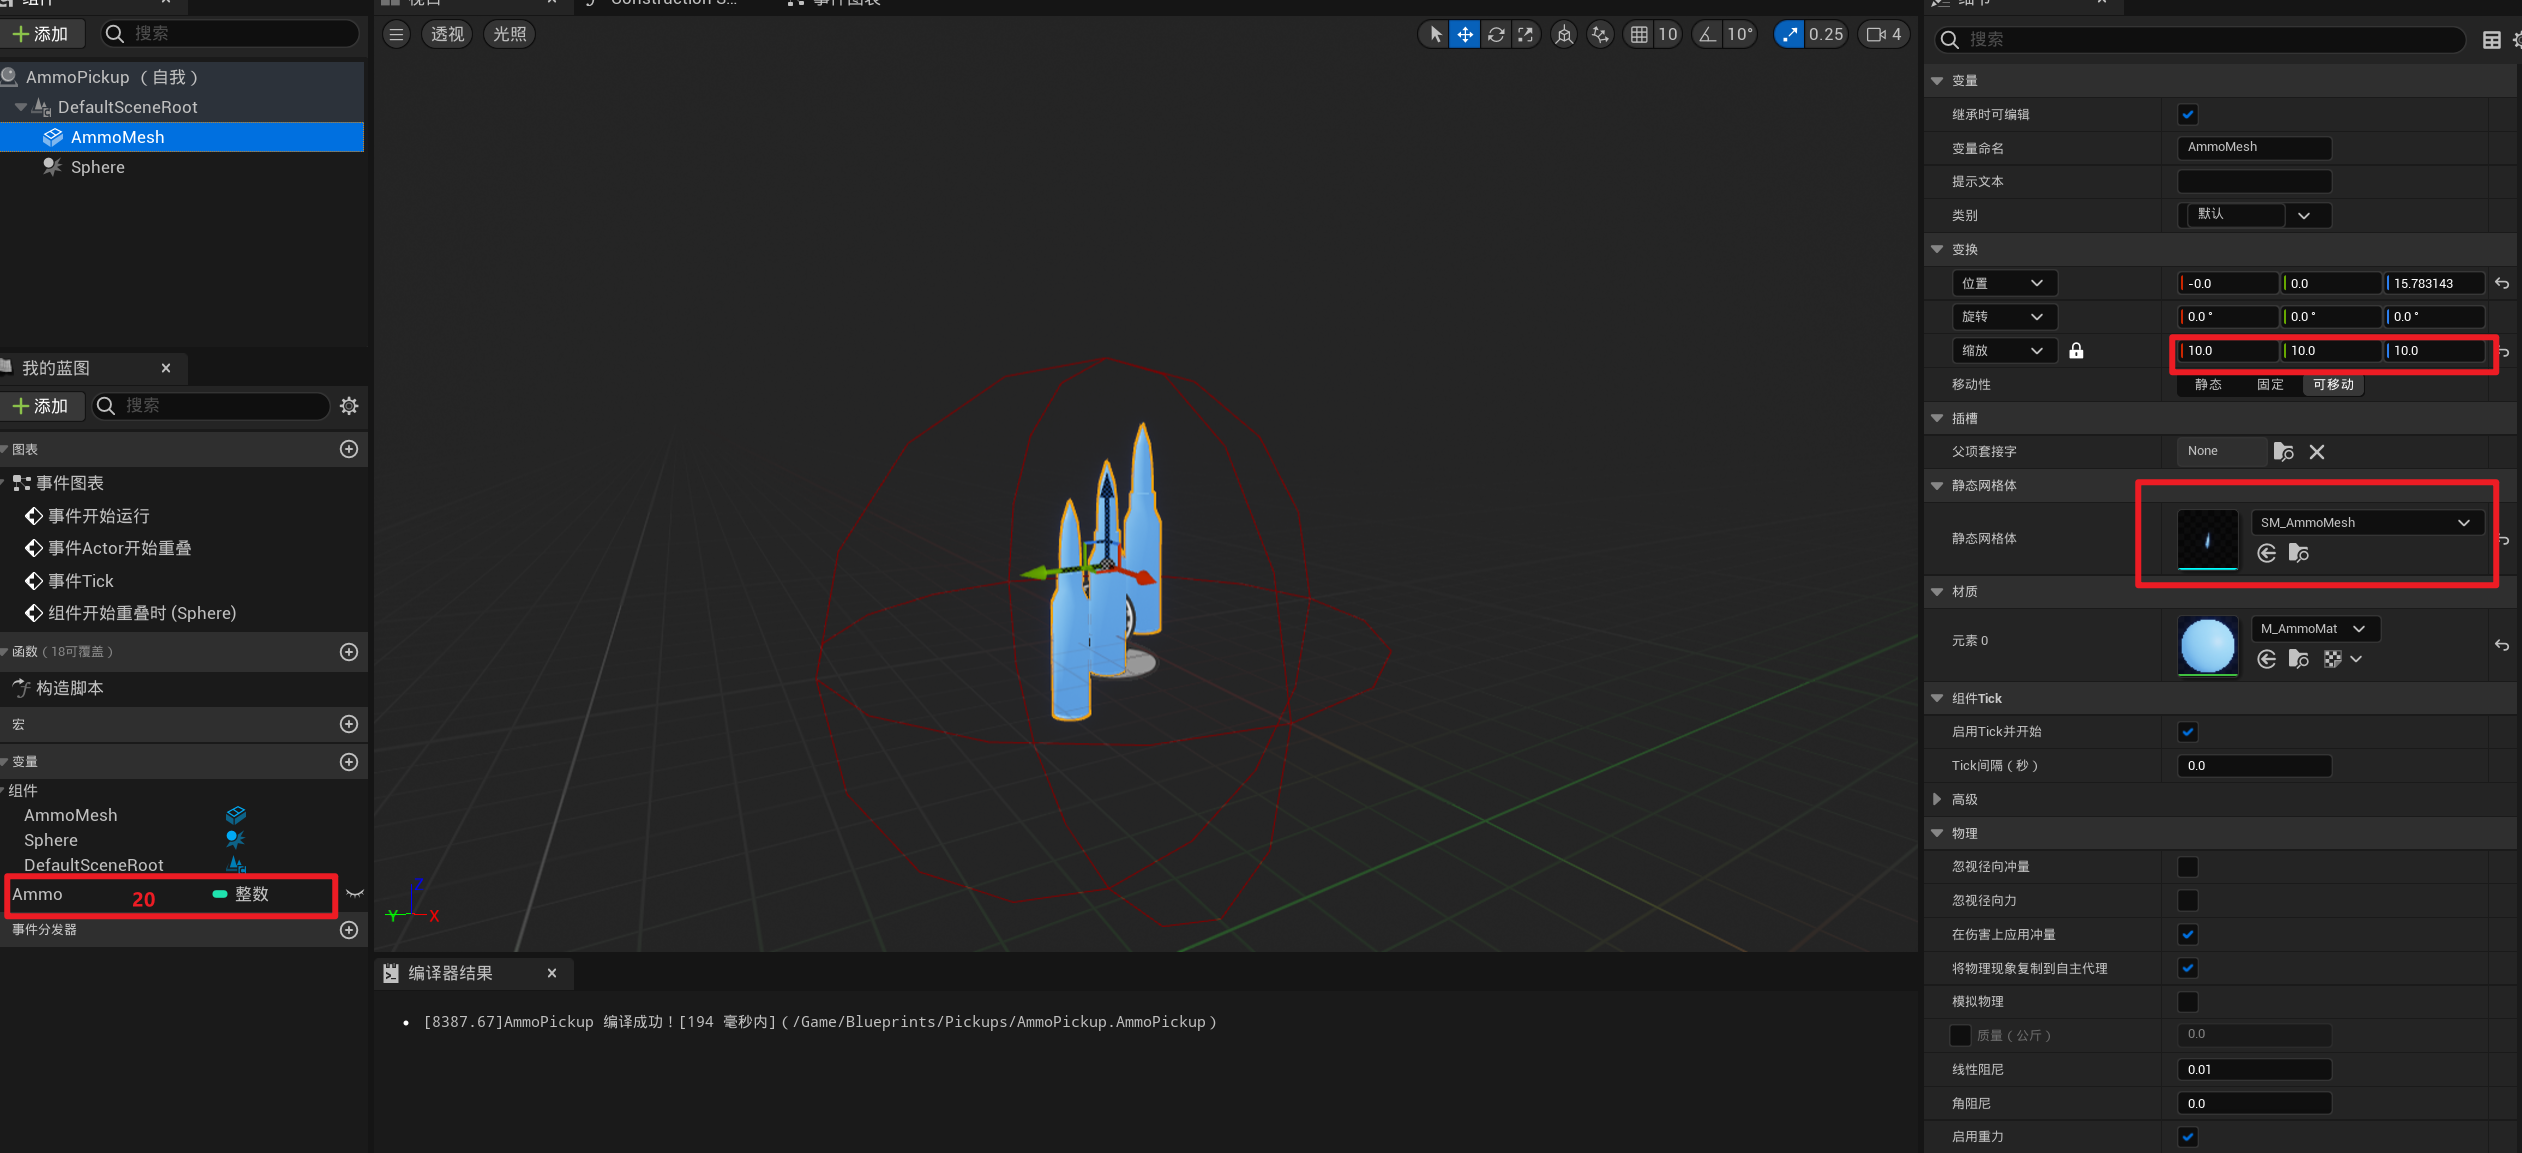 组件
添加
搜索
AmmoPickup （自我）
DefaultSceneRoot
AmmoMesh
Sphere
我的蓝图
添加
搜索
图表
事件图表
事件开始运行
事件Actor开始重叠
事件Tick
组件开始重叠时 (Sphere)
函数（18可覆盖）
构造脚本
宏
变量
组件
AmmoMesh
Sphere
DefaultSceneRoot
Ammo 20 整数
事件分发器
视口 Construction S... 事件图表
透视 光照 10 10° 0.25 4
Z
Y X
编译器结果
[8387.67]AmmoPickup 编译成功！[194 毫秒内]（/Game/Blueprints/Pickups/AmmoPickup.AmmoPickup）
细节
搜索
变量
继承时可编辑
变量命名 AmmoMesh
提示文本
类别 默认
变换
位置 -0.0 0.0 15.783143
旋转 0.0 ° 0.0 ° 0.0 °
缩放 10.0 10.0 10.0
移动性 静态 固定 可移动
插槽
父项套接字 None
静态网格体
静态网格体 SM_AmmoMesh
材质
元素 0 M_AmmoMat
组件Tick
启用Tick并开始
Tick间隔（秒） 0.0
高级
物理
忽视径向冲量
忽视径向力
在伤害上应用冲量
将物理现象复制到自主代理
模拟物理
质量（公斤） 0.0
线性阻尼 0.01
角阻尼 0.0
启用重力